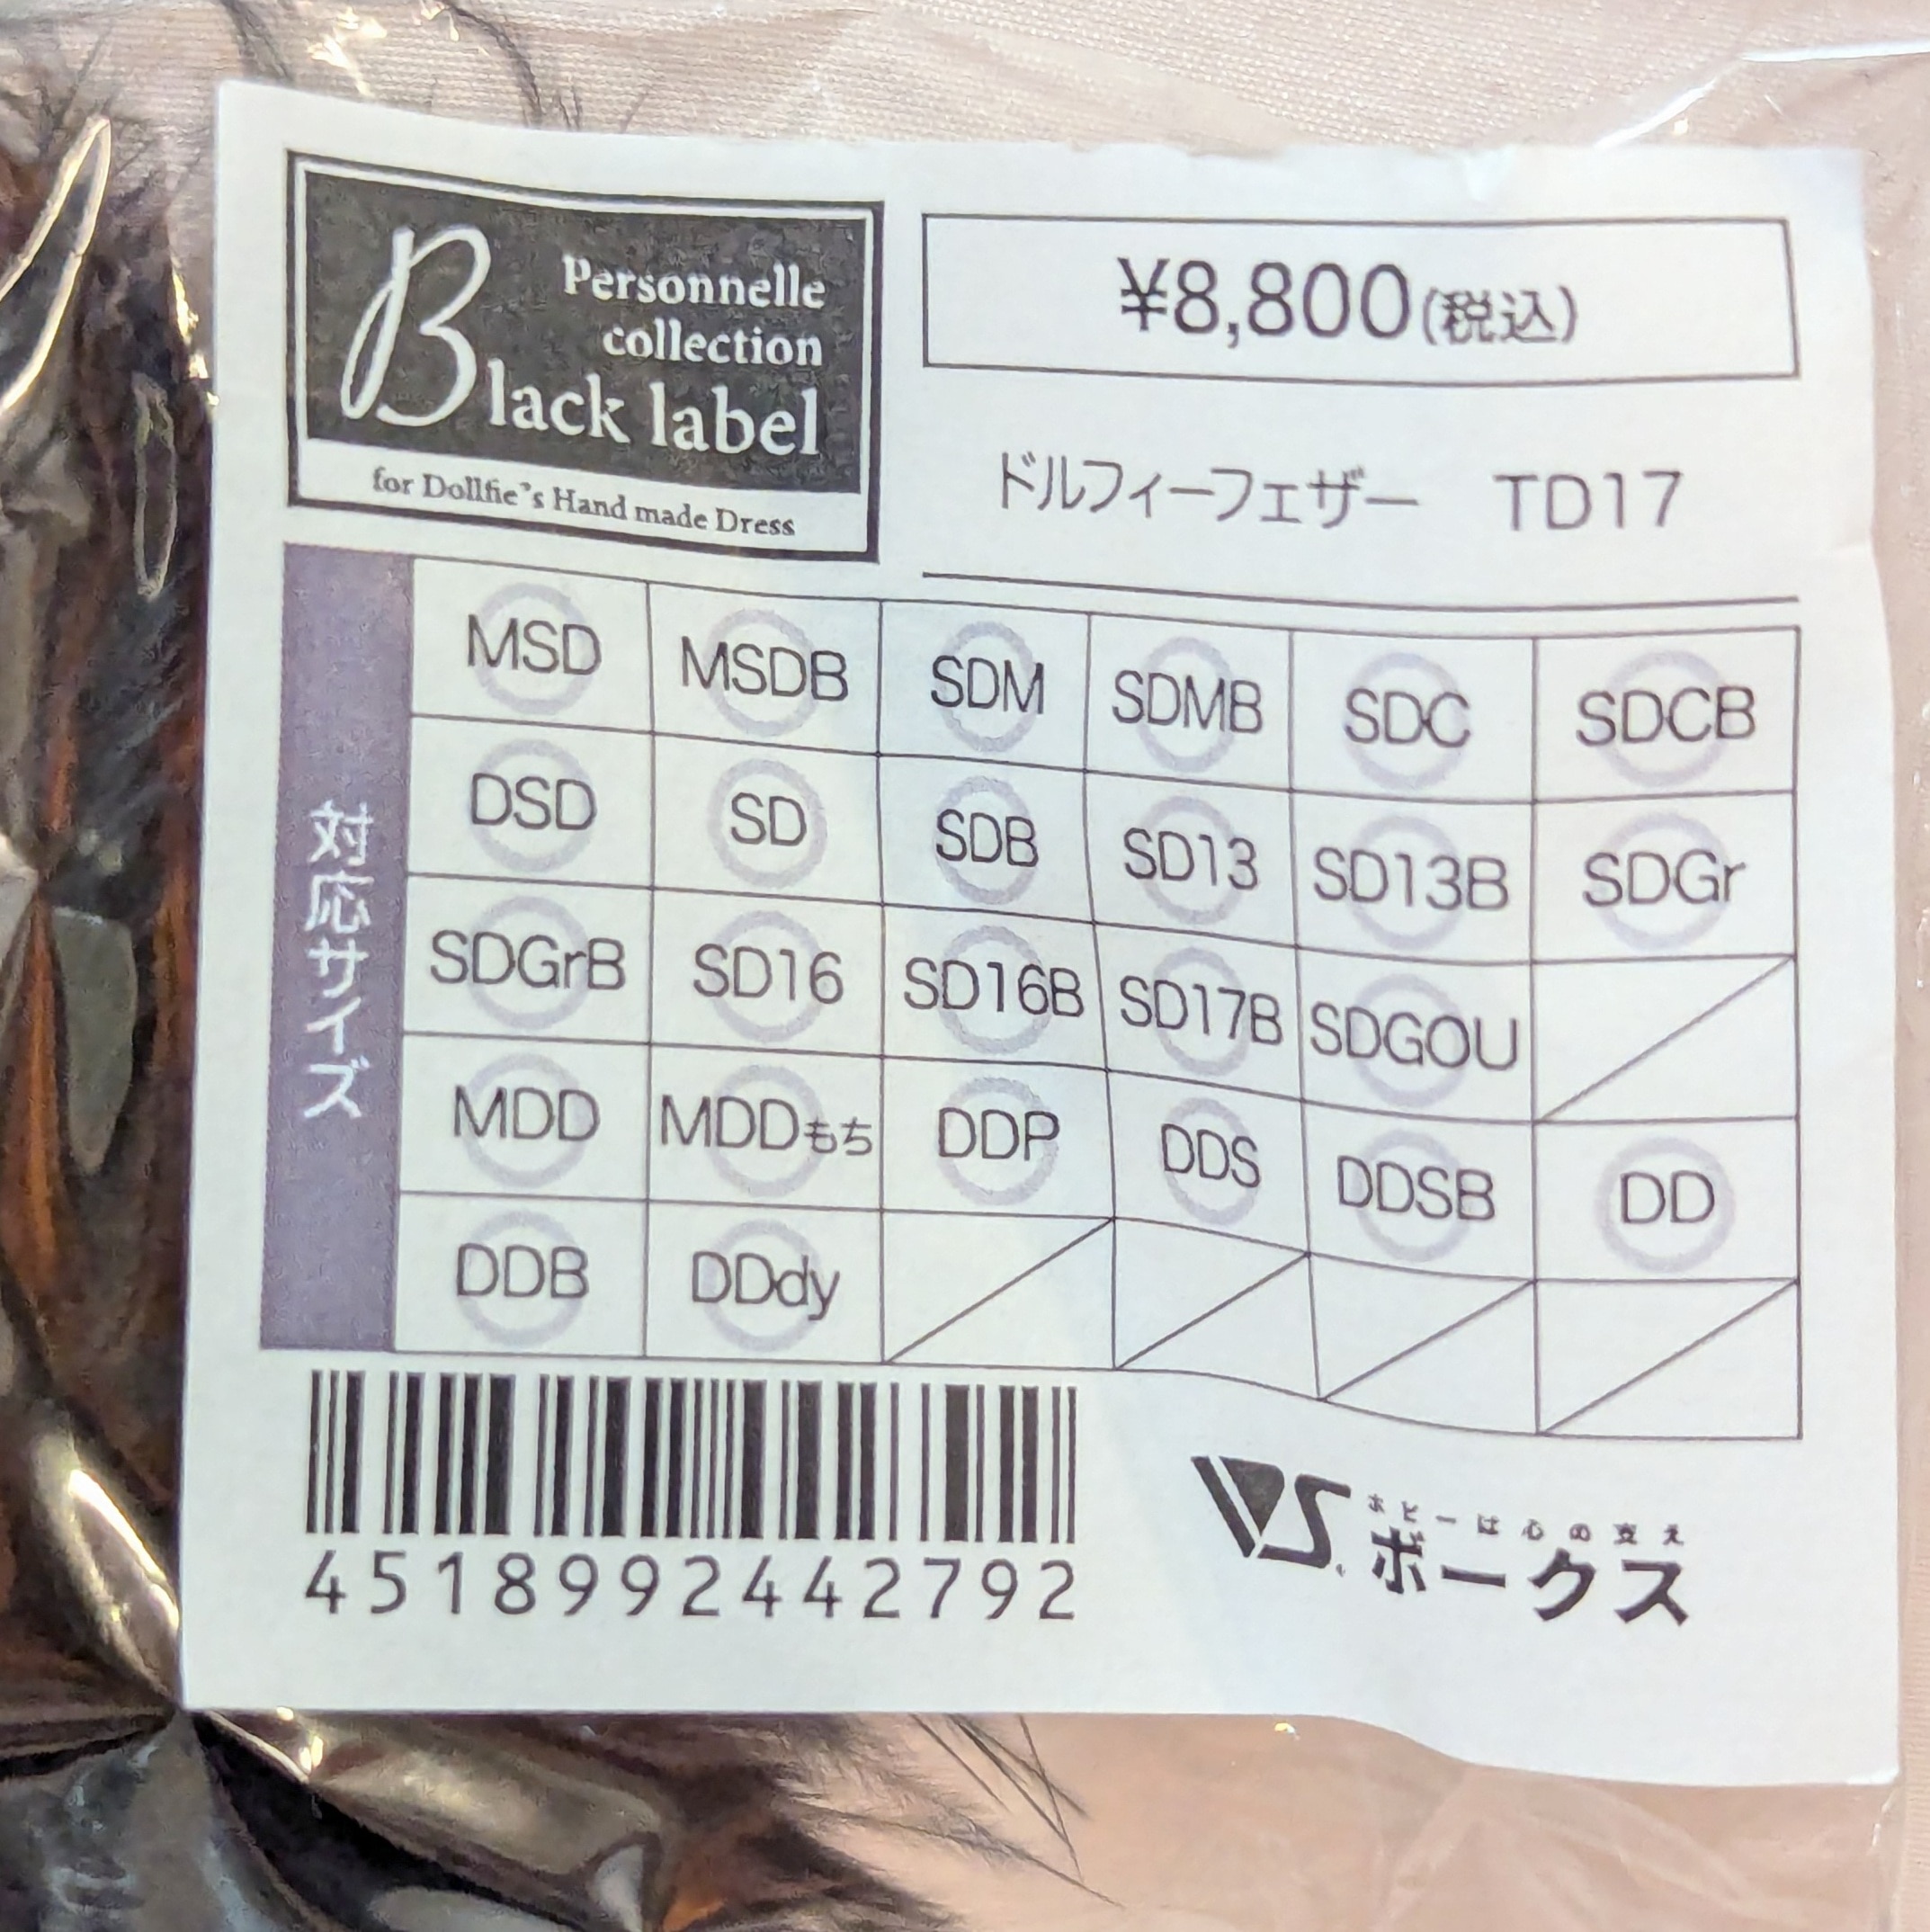 Personnelle
collection
Black label
for Dollfie's Hand made Dress
¥8,800(税込)
ドルフィーフェザー TD17
対応サイズ
MSD MSDB SDM SDMB SDC SDCB
DSD SD SDB SD13 SD13B SDGr
SDGrB SD16 SD16B SD17B SDGOU
MDD MDDもち DDP DDS DDSB DD
DDB DDdy
4518992442792
VS
ホビーは心の支え
ボークス